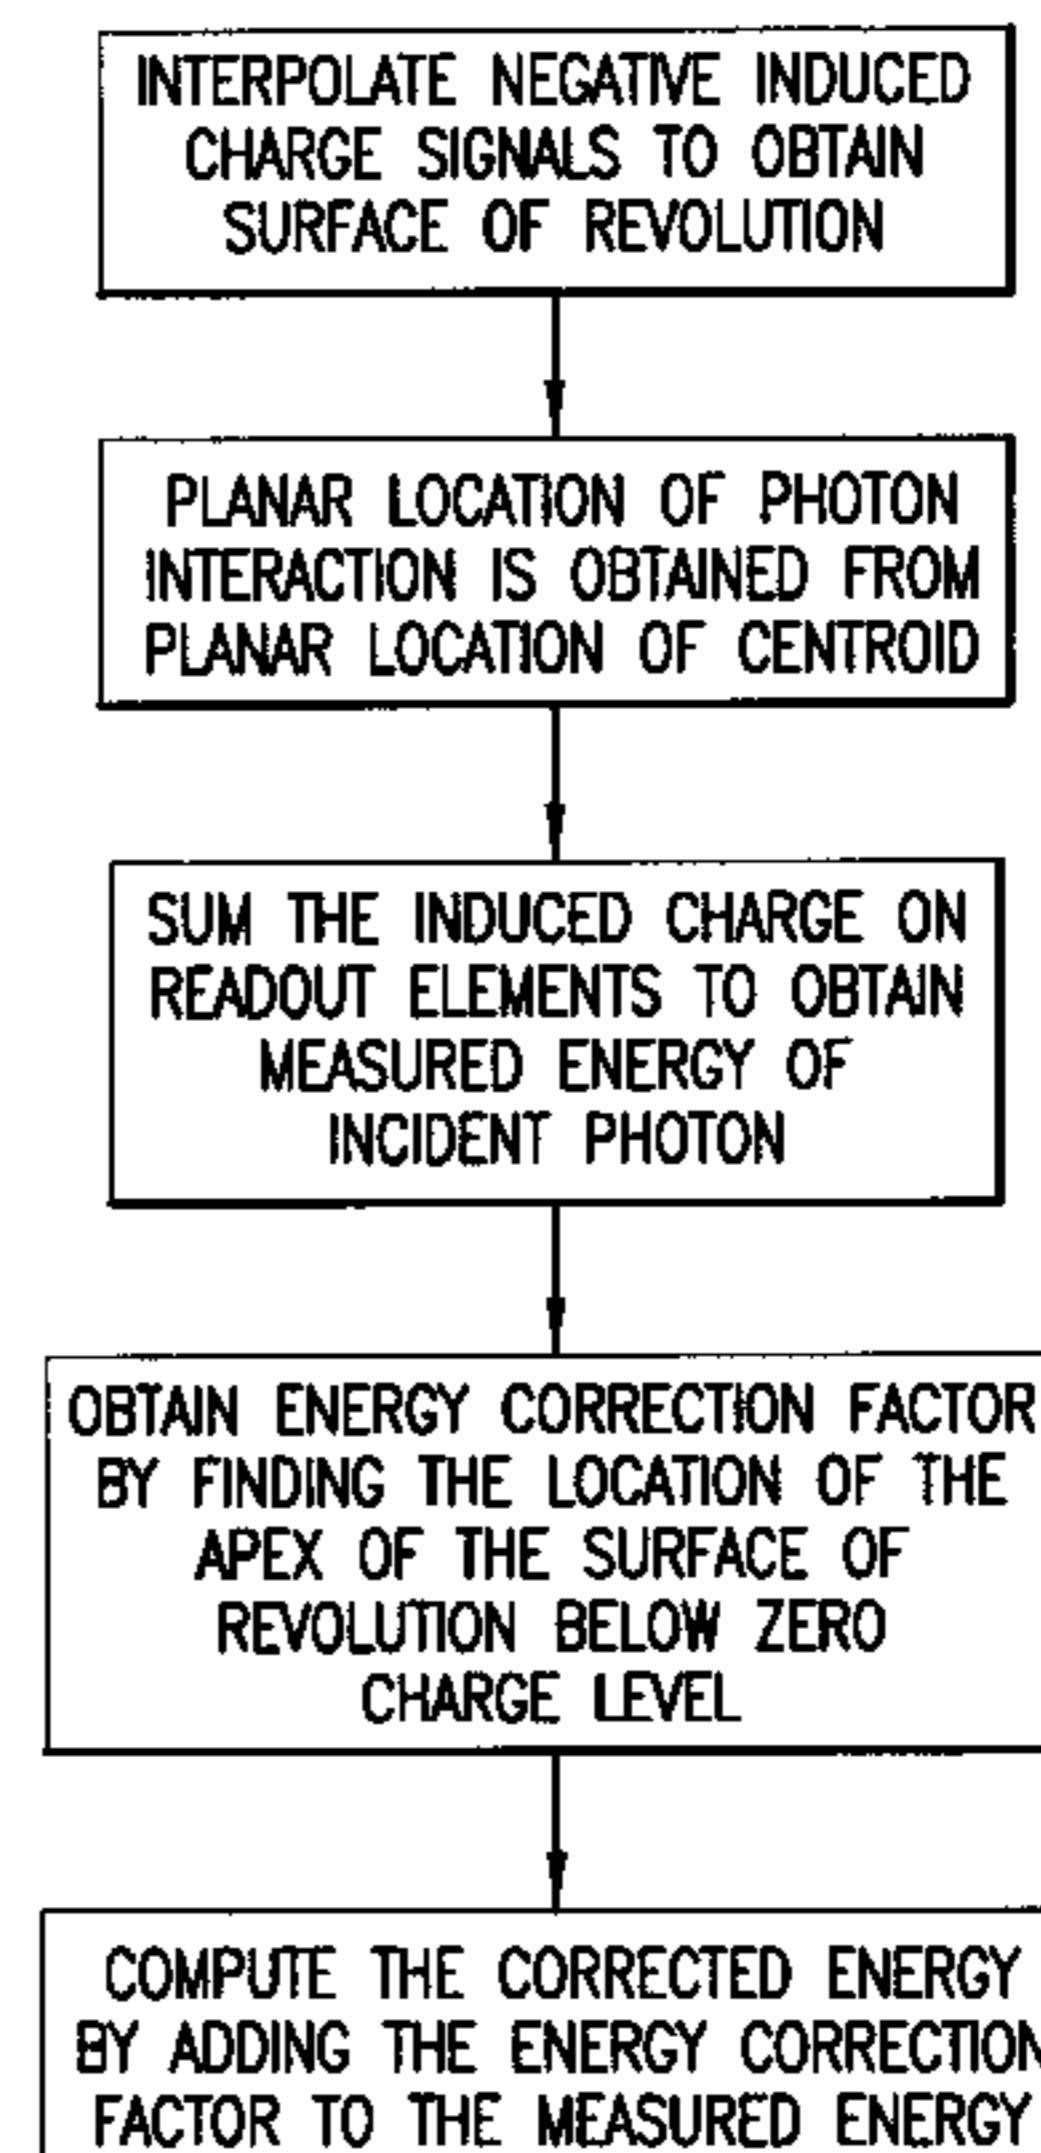 INTERPOLATE NEGATIVE INDUCED
CHARGE SIGNALS TO OBTAIN
SURFACE OF REVOLUTION
PLANAR LOCATION OF PHOTON
INTERACTION IS OBTAINED FROM
PLANAR LOCATION OF CENTROID
SUM THE INDUCED CHARGE ON
READOUT ELEMENTS TO OBTAIN
MEASURED ENERGY OF
INCIDENT PHOTON
OBTAIN ENERGY CORRECTION FACTOR
BY FINDING THE LOCATION OF THE
APEX OF THE SURFACE OF
REVOLUTION BELOW ZERO
CHARGE LEVEL
COMPUTE THE CORRECTED ENERGY
BY ADDING THE ENERGY CORRECTION
FACTOR TO THE MEASURED ENERGY